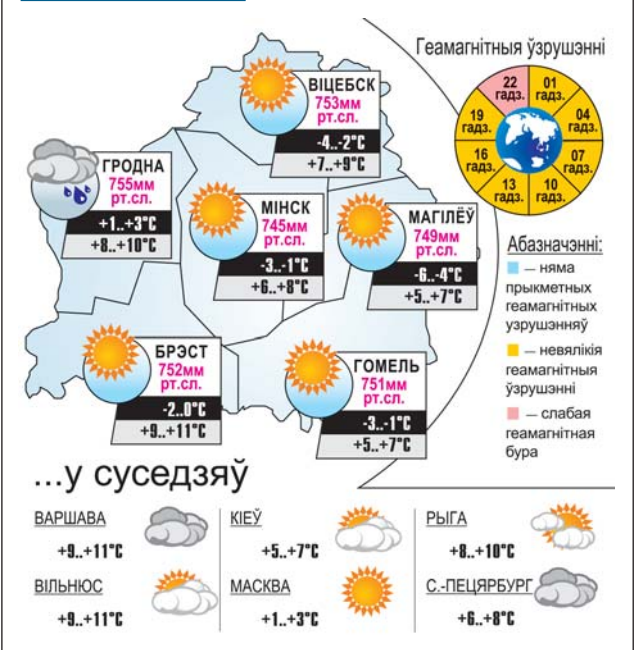 Геамагнітныя ўзрушэнні
22 гадз.
01 гадз.
04 гадз.
07 гадз.
10 гадз.
13 гадз.
16 гадз.
19 гадз.
ВІЦЕБСК
753мм
рт.сл.
-4..-2°C
+7..+9°C
ГРОДНА
755мм
рт.сл.
+1..+3°C
+8..+10°C
МІНСК
745мм
рт.сл.
-3..-1°C
+6..+8°C
МАГІЛЁЎ
749мм
рт.сл.
-6..-4°C
+5..+7°C
БРЭСТ
752мм
рт.сл.
-2..0°C
+9..+11°C
ГОМЕЛЬ
751мм
рт.сл.
-3..-1°C
+5..+7°C
Абазначэнні:
— няма
прыкметных
геамагнітных
узрушэнняў
— невялікія
геамагнітныя
ўзрушэнні
— слабая
геамагнітная
бура
...у суседзяў
ВАРШАВА
+9..+11°C
КІЕЎ
+5..+7°C
РЫГА
+8..+10°C
ВІЛЬНЮС
+9..+11°C
МАСКВА
+1..+3°C
С.-ПЕЦЯРБУРГ
+6..+8°C